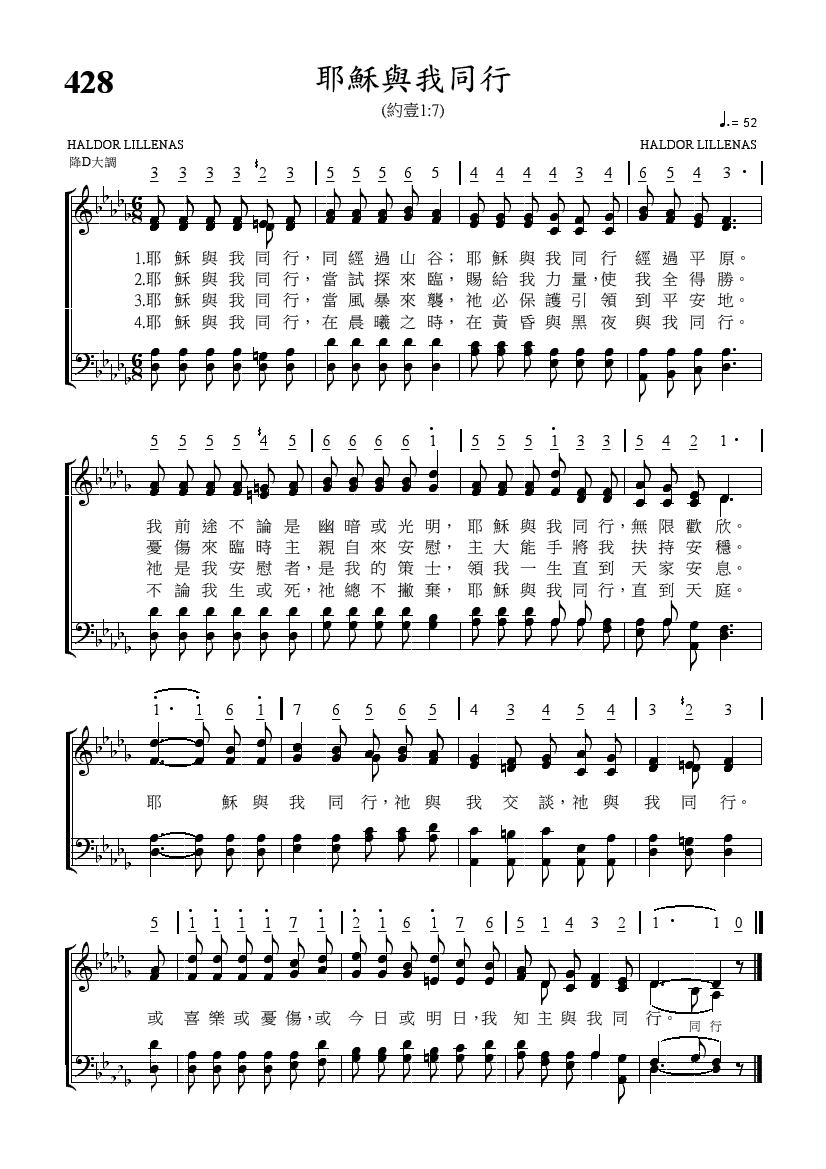 428
耶穌與我同行
(約壹1:7)
♩. = 52
HALDOR LILLENAS HALDOR LILLENAS
降D大調
3 3 3 3 2 3 | 5 5 5 6 5 | 4 4 4 4 3 4 | 6 5 4 3 · |
1.耶穌與我同行，同經過山谷；耶穌與我同行經過平原。
2.耶穌與我同行，當試探來臨，賜給我力量，使我全得勝。
3.耶穌與我同行，當風暴來襲，祂必保護引領到平安地。
4.耶穌與我同行，在晨曦之時，在黃昏與黑夜與我同行。
5 5 5 5 4 5 | 6 6 6 6 1 | 5 5 5 1 3 3 | 5 4 2 1 · |
我前途不論是幽暗或光明，耶穌與我同行，無限歡欣。
憂傷來臨時主親自來安慰，主大能手將我扶持安穩。
祂是我安慰者，是我的策士，領我一生直到天家安息。
不論我生或死，祂總不撇棄，耶穌與我同行，直到天庭。
1 · 1 6 1 | 7 6 5 6 5 | 4 3 4 5 4 | 3 2 3 |
耶 穌與我同行，祂與我交談，祂與我同行。
5 | 1 1 1 1 7 1 | 2 1 6 1 7 6 | 5 1 4 3 2 | 1 · 1 0 ‖
或喜樂或憂傷，或今日或明日，我知主與我同行。
同行